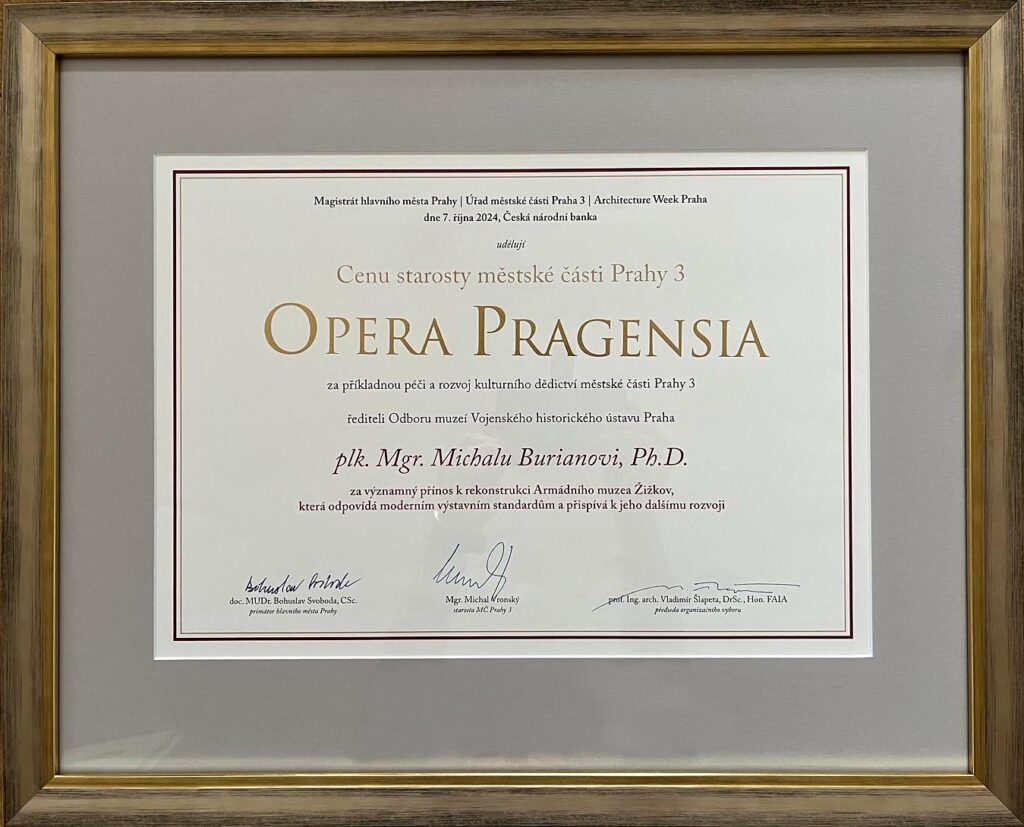 Magistrát hlavního města Prahy | Úřad městské části Praha 3 | Architecture Week Praha
dne 7. října 2024, Česká národní banka
udělují
Cenu starosty městské části Prahy 3
OPERA PRAGENSIA
za příkladnou péči a rozvoj kulturního dědictví městské části Prahy 3
řediteli Odboru muzeí Vojenského historického ústavu Praha
plk. Mgr. Michalu Burianovi, Ph.D.
za významný přínos k rekonstrukci Armádního muzea Žižkov,
která odpovídá moderním výstavním standardům a přispívá k jeho dalšímu rozvoji
doc. MUDr. Bohuslav Svoboda, CSc.
primátor hlavního města Prahy
Mgr. Michal Vronský
starosta MČ Prahy 3
prof. Ing. arch. Vladimír Šlapeta, DrSc., Hon. FAIA
předseda organizačního výboru